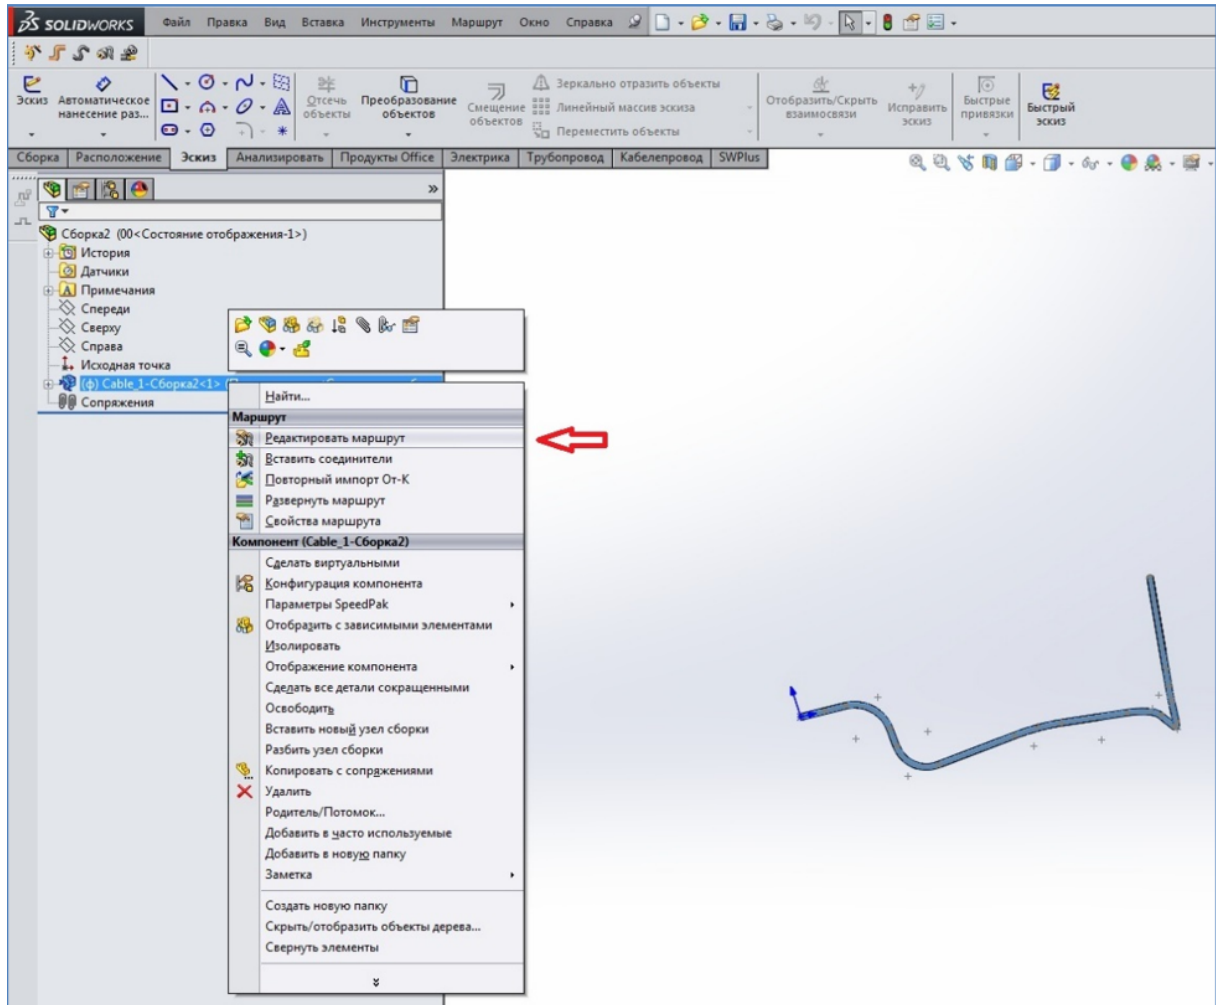 SOLIDWORKS Файл Правка Вид Вставка Инструменты Маршрут Окно Справка
Эскиз Автоматическое нанесение раз... Отсечь объекты Преобразование объектов Смещение объектов
Зеркально отразить объекты
Линейный массив эскиза
Переместить объекты
Отобразить/Скрыть взаимосвязи Исправить эскиз Быстрые привязки Быстрый эскиз
Сборка Расположение Эскиз Анализировать Продукты Office Электрика Трубопровод Кабелепровод SWPlus
Сборка2 (00<Состояние отображения-1>)
История
Датчики
Примечания
Спереди
Сверху
Справа
Исходная точка
(ф) Cable_1-Сборка2<1>
Сопряжения
Найти...
Маршрут
Редактировать маршрут
Вставить соединители
Повторный импорт От-К
Развернуть маршрут
Свойства маршрута
Компонент (Cable_1-Сборка2)
Сделать виртуальными
Конфигурация компонента
Параметры SpeedPak
Отобразить с зависимыми элементами
Изолировать
Отображение компонента
Сделать все детали сокращенными
Освободить
Вставить новый узел сборки
Разбить узел сборки
Копировать с сопряжениями
Удалить
Родитель/Потомок...
Добавить в часто используемые
Добавить в новую папку
Заметка
Создать новую папку
Скрыть/отобразить объекты дерева...
Свернуть элементы